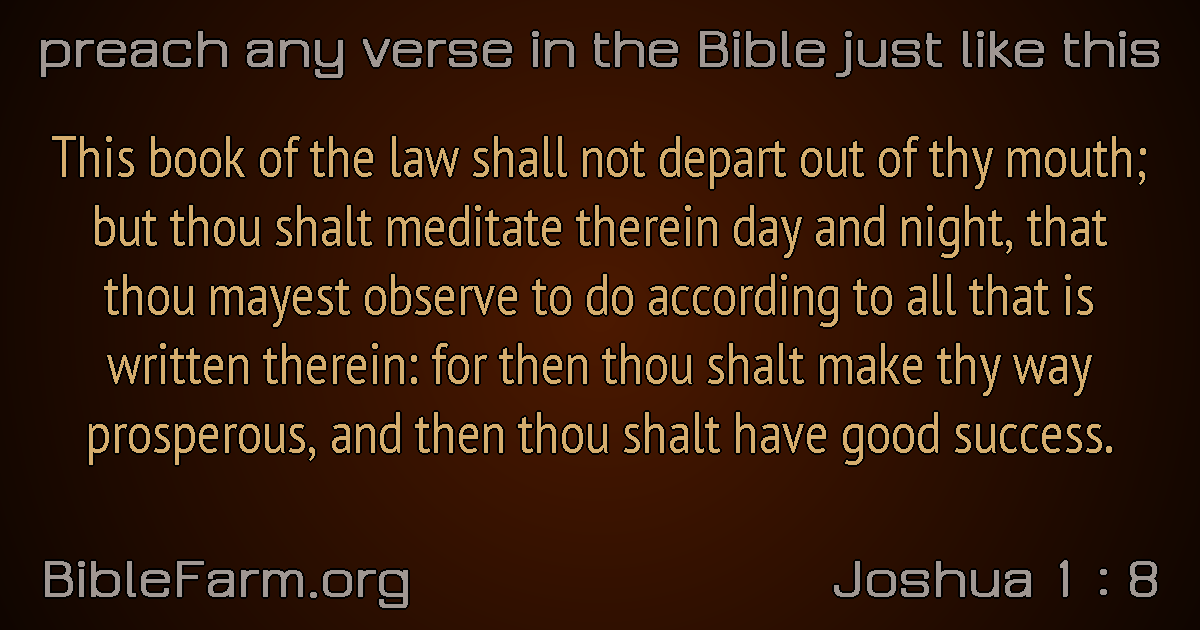 preach any verse in the Bible just like this
This book of the law shall not depart out of thy mouth;
but thou shalt meditate therein day and night, that
thou mayest observe to do according to all that is
written therein: for then thou shalt make thy way
prosperous, and then thou shalt have good success.
BibleFarm.org
Joshua 1 : 8